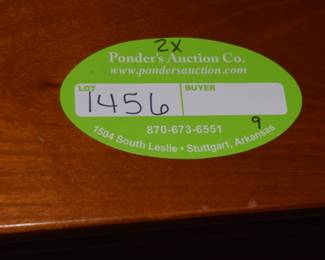 2X
Ponder's Auction Co.
www.pondersauction.com
LOT
BUYER
1456
870-673-6551
9
1504 South Leslie • Stuttgart, Arkansas